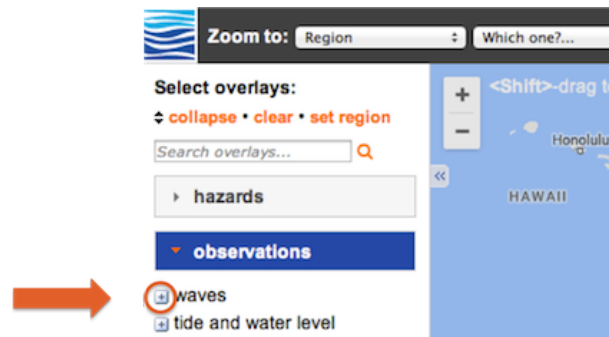 Zoom to: Region Which one?...
Select overlays:
collapse • clear • set region
Search overlays...
hazards
observations
waves
tide and water level
+
−
<Shift>-drag
Honolulu
«
HAWAII